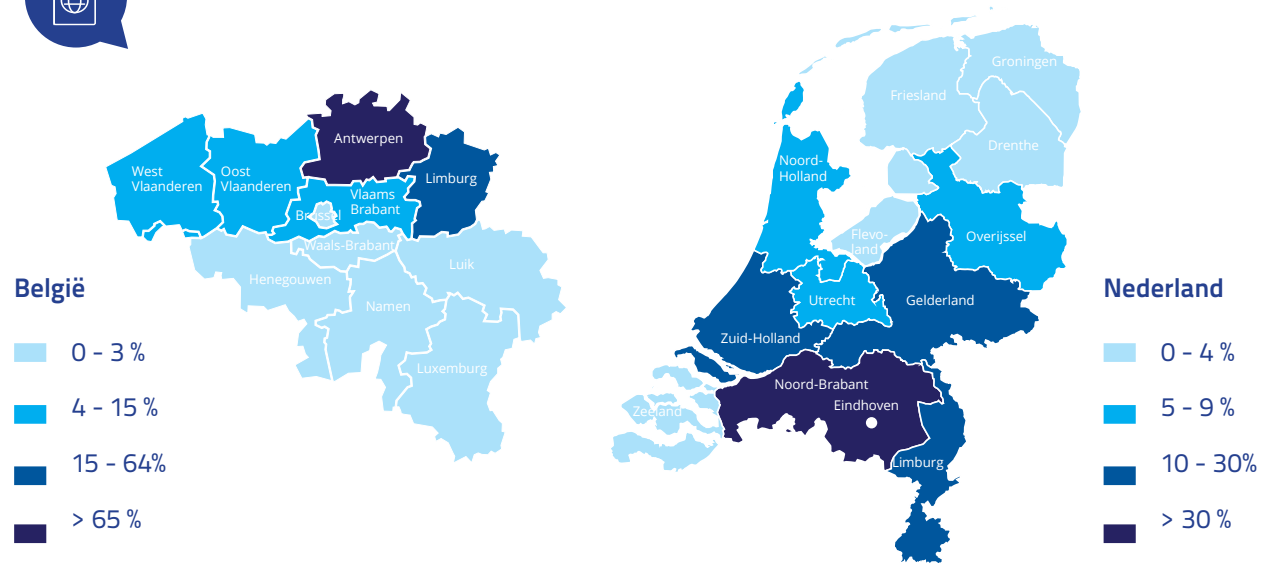 Antwerpen
West
Vlaanderen
Oost
Vlaanderen
Limburg
Vlaams
Brabant
Brussel
Waals-Brabant
Luik
Henegouwen
Namen
Luxemburg
België
0 - 3 %
4 - 15 %
15 - 64%
> 65 %
Groningen
Friesland
Drenthe
Noord-
Holland
Flevo-
land
Overijssel
Utrecht
Gelderland
Zuid-Holland
Noord-Brabant
Eindhoven
Zeeland
Limburg
Nederland
0 - 4 %
5 - 9 %
10 - 30%
> 30 %